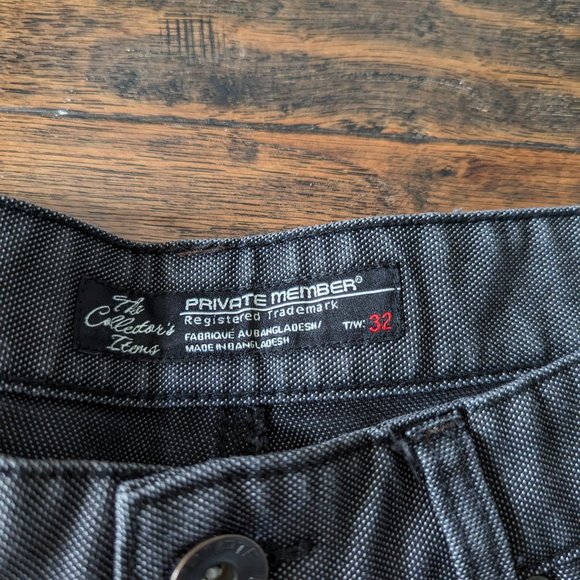 The
Collector's
Items
PRIVATE MEMBER®
Registered Trademark
FABRIQUÉ AU BANGLADESH/
MADE IN BANGLADESH
T/W: 32